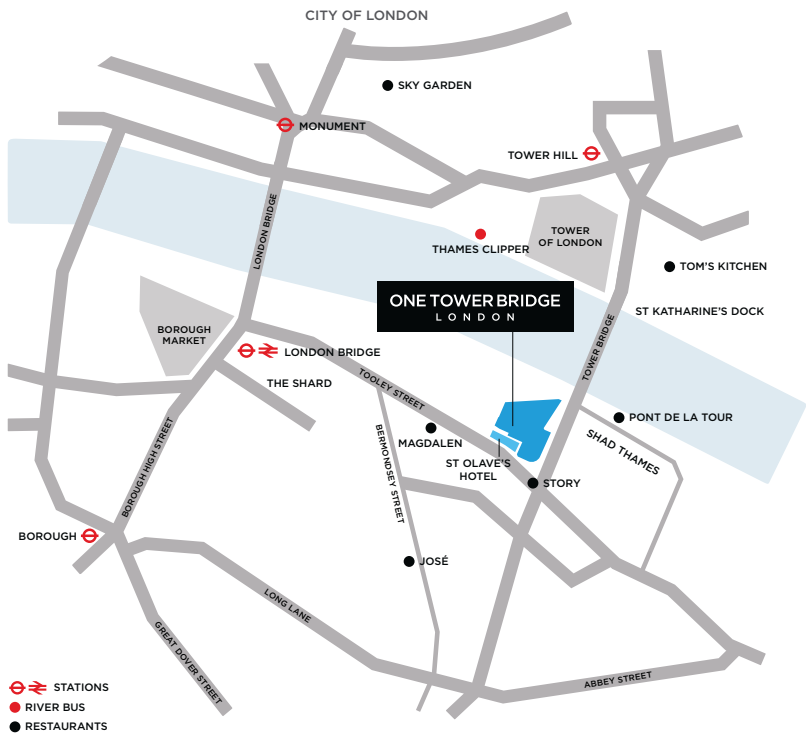 CITY OF LONDON
SKY GARDEN
MONUMENT
TOWER HILL
LONDON BRIDGE
THAMES CLIPPER
TOWER
OF LONDON
TOM'S KITCHEN
ONE TOWER BRIDGE
LONDON
ST KATHARINE'S DOCK
BOROUGH
MARKET
LONDON BRIDGE
TOWER BRIDGE
THE SHARD
TOOLEY STREET
PONT DE LA TOUR
MAGDALEN
SHAD THAMES
BERMONDSEY STREET
ST OLAVE'S
HOTEL
STORY
BOROUGH HIGH STREET
BOROUGH
JOSÉ
LONG LANE
GREAT DOVER STREET
ABBEY STREET
STATIONS
RIVER BUS
RESTAURANTS